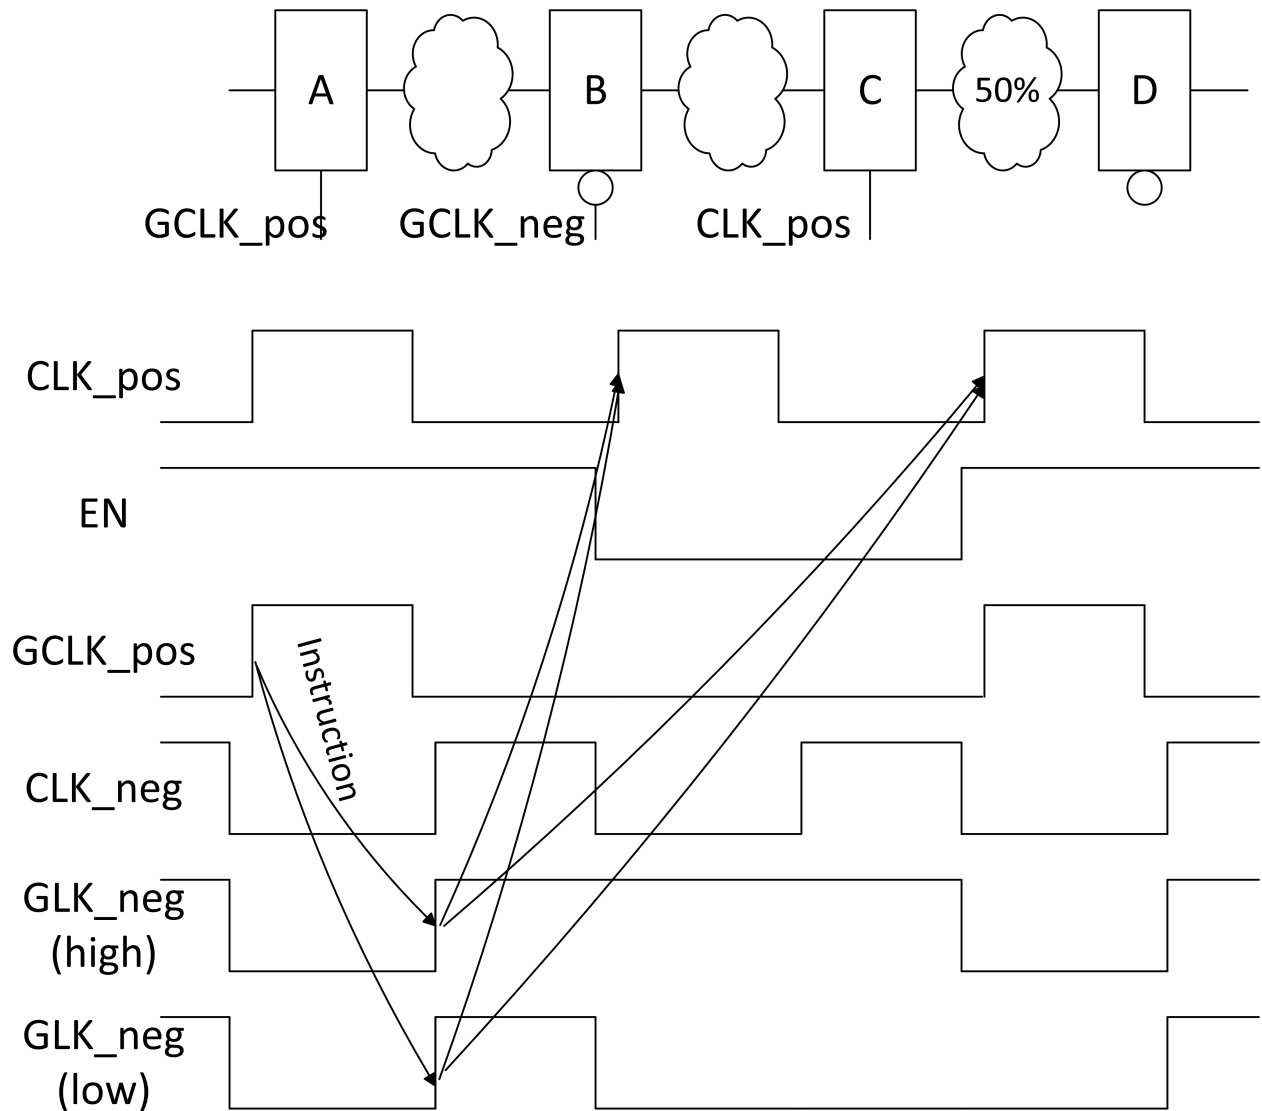 A
B
C
50%
D
GCLK_pos
GCLK_neg
CLK_pos
CLK_pos
EN
GCLK_pos
Instruction
CLK_neg
GLK_neg
(high)
GLK_neg
(low)